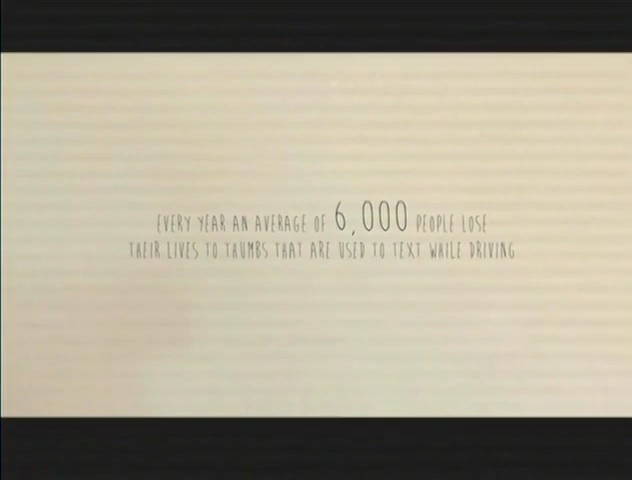 EVERY YEAR AN AVERAGE OF 6,000 PEOPLE LOSE
THEIR LIVES TO THUMBS THAT ARE USED TO TEXT WHILE DRIVING